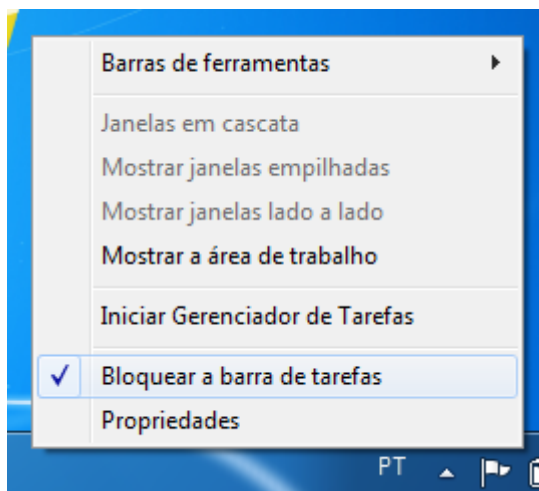 Barras de ferramentas
Janelas em cascata
Mostrar janelas empilhadas
Mostrar janelas lado a lado
Mostrar a área de trabalho
Iniciar Gerenciador de Tarefas
Bloquear a barra de tarefas
Propriedades
PT